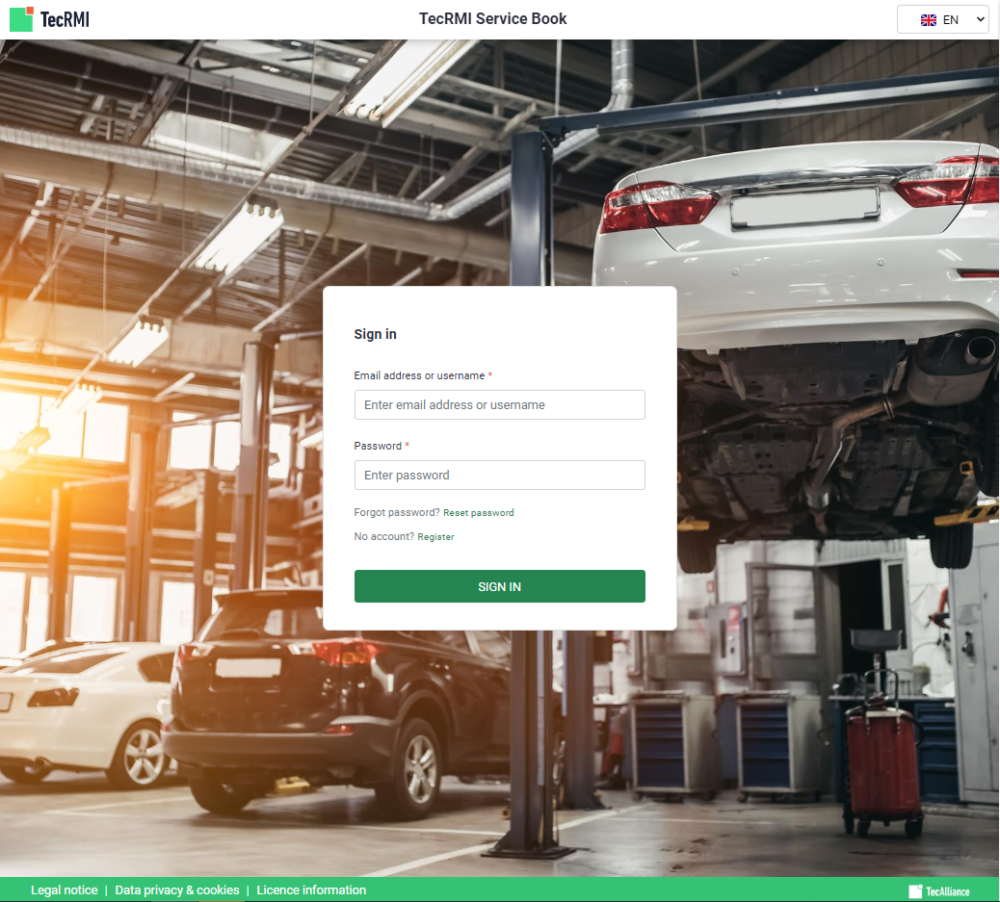 TecRMI
TecRMI Service Book
EN
Sign in
Email address or username *
Enter email address or username
Password *
Enter password
Forgot password? Reset password
No account? Register
SIGN IN
Legal notice | Data privacy & cookies | Licence information
TecAlliance